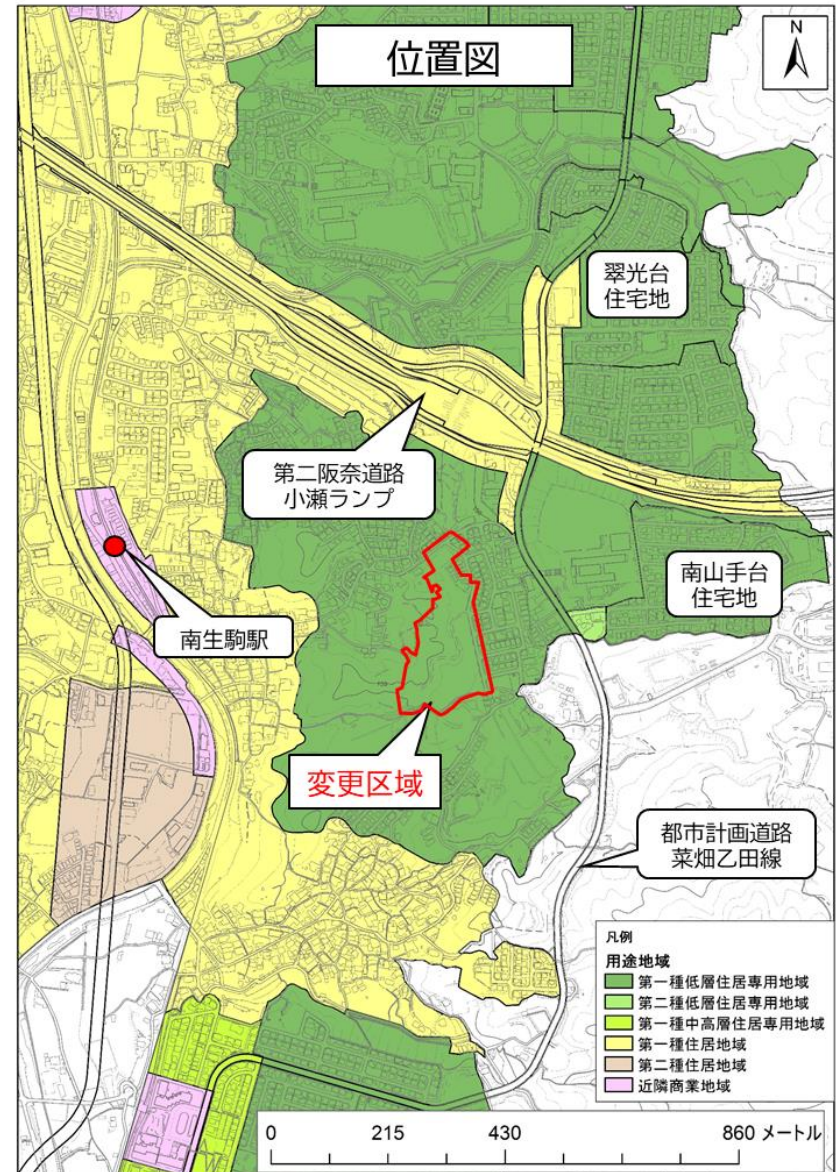 位置図
N
翠光台
住宅地
第二阪奈道路
小瀬ランプ
南山手台
住宅地
南生駒駅
変更区域
都市計画道路
菜畑乙田線
凡例
用途地域
第一種低層住居専用地域
第二種低層住居専用地域
第一種中高層住居専用地域
第一種住居地域
第二種住居地域
近隣商業地域
0 215 430 860 メートル